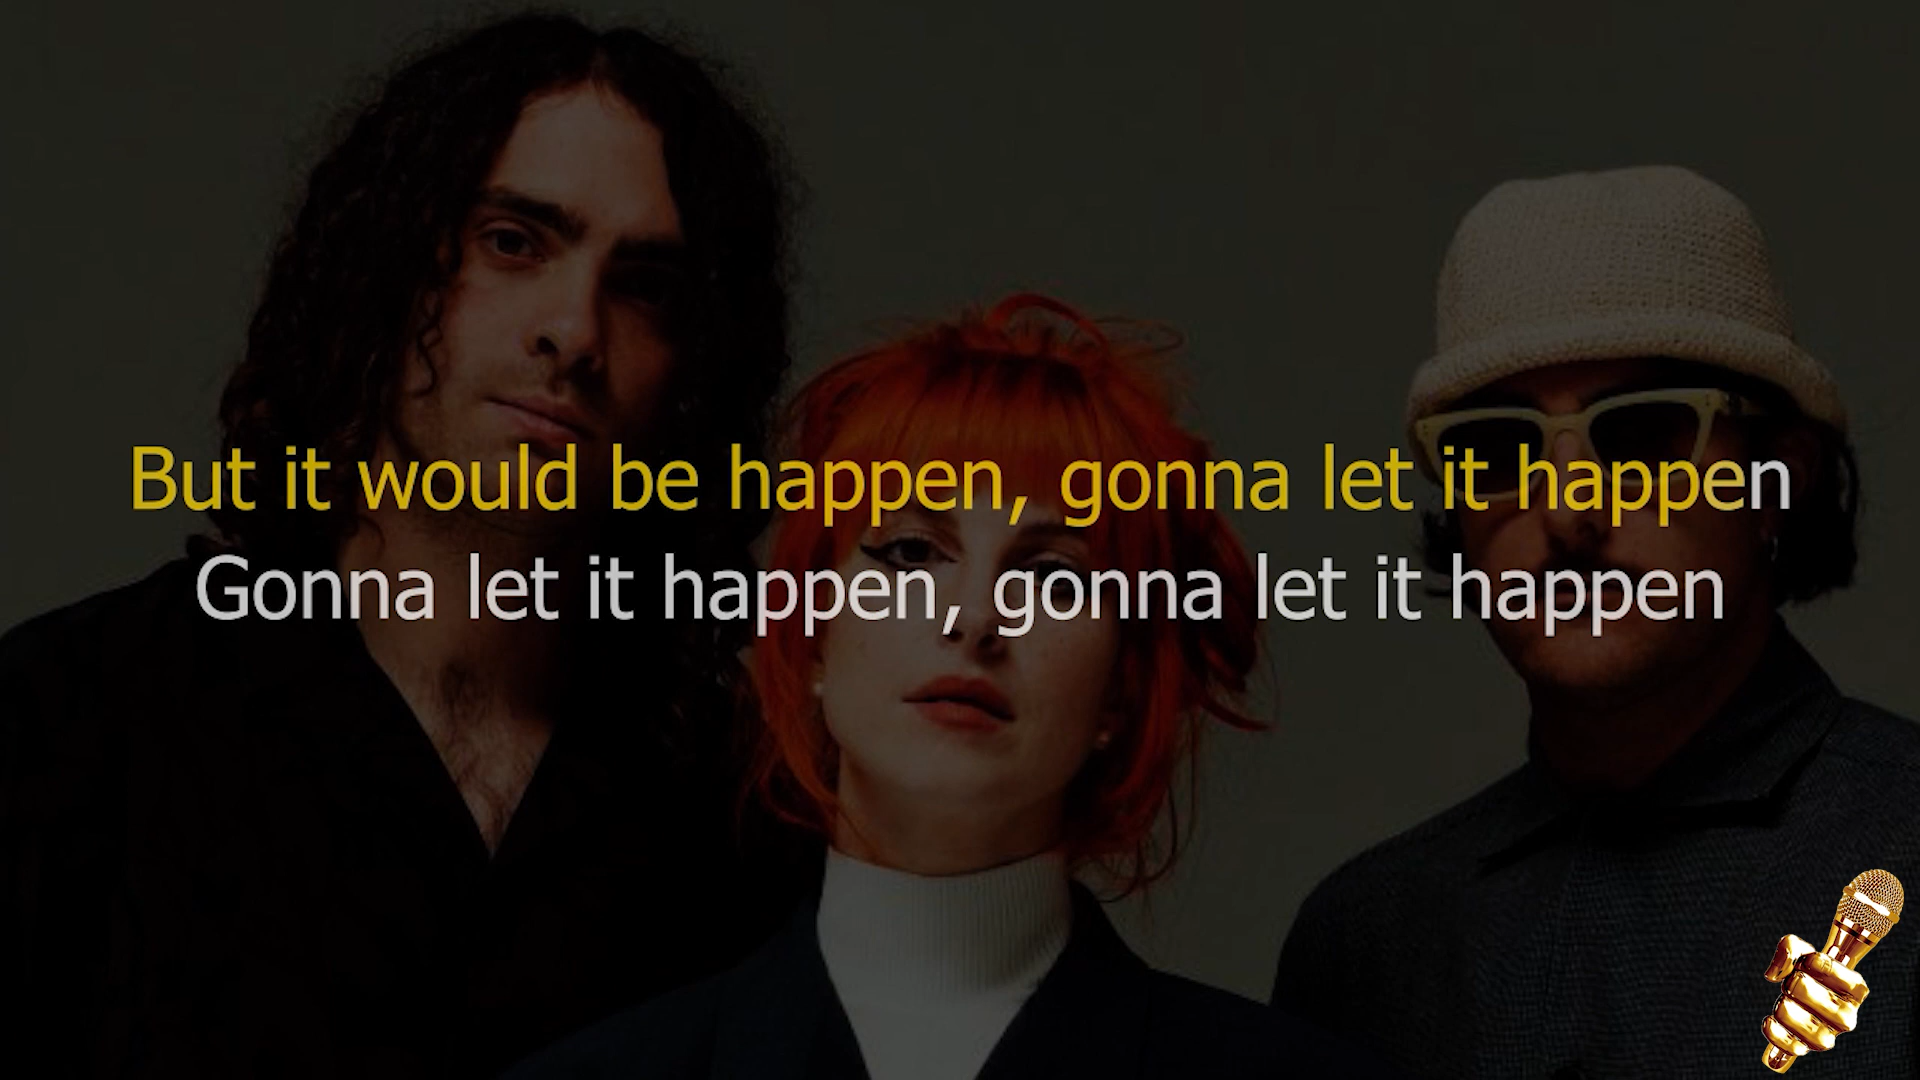 But it would be happen, gonna let it happen
Gonna let it happen, gonna let it happen